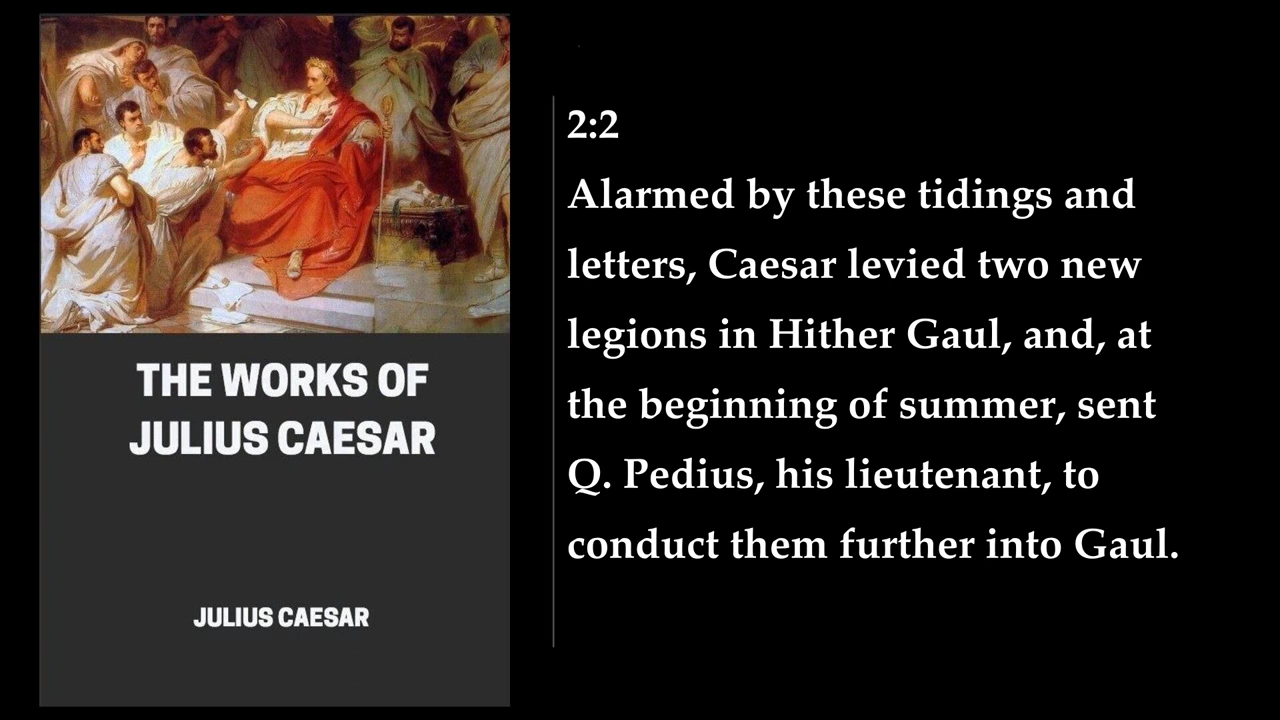 THE WORKS OF
JULIUS CAESAR
JULIUS CAESAR
2:2
Alarmed by these tidings and
letters, Caesar levied two new
legions in Hither Gaul, and, at
the beginning of summer, sent
Q. Pedius, his lieutenant, to
conduct them further into Gaul.